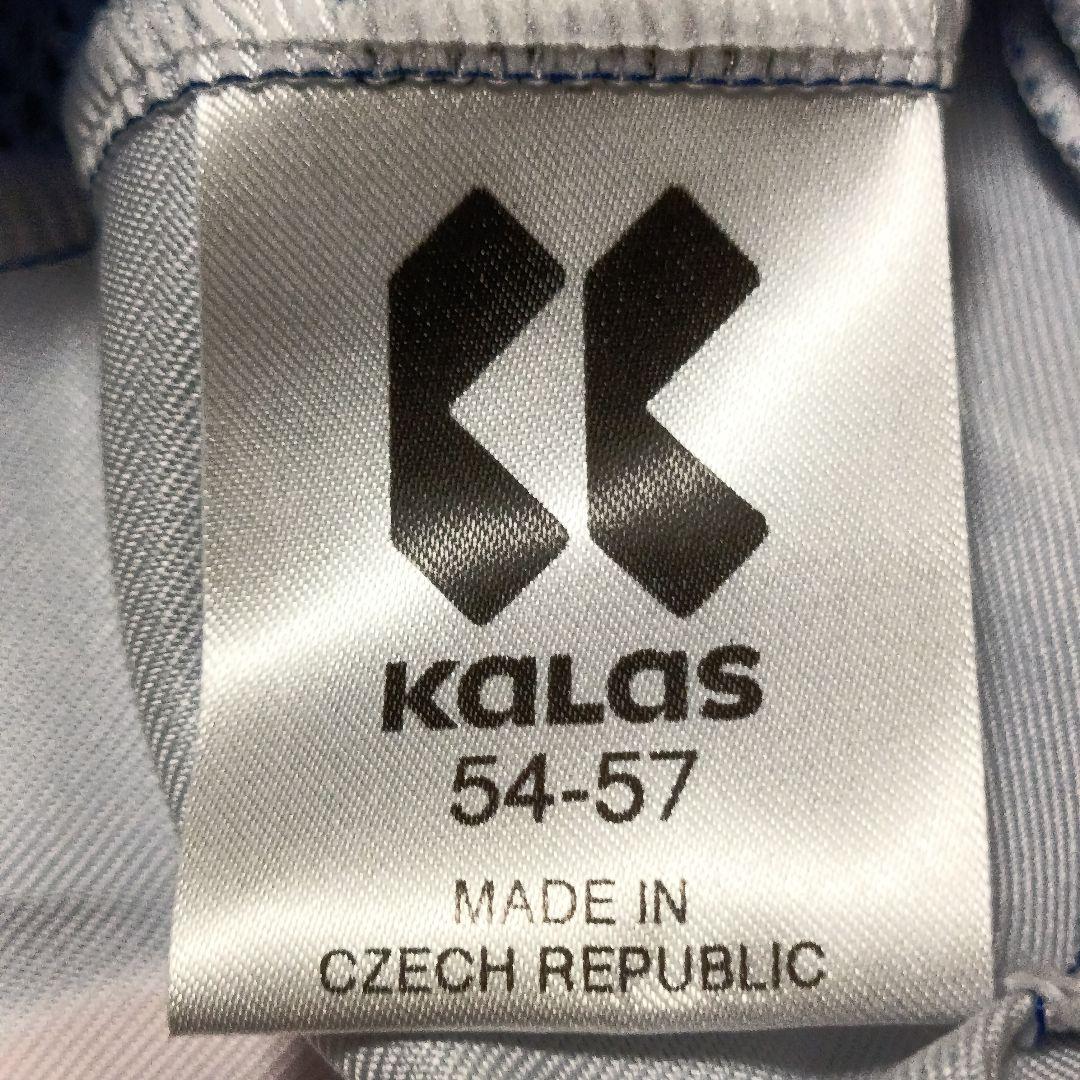 KALAS
54-57
MADE IN
CZECH REPUBLIC